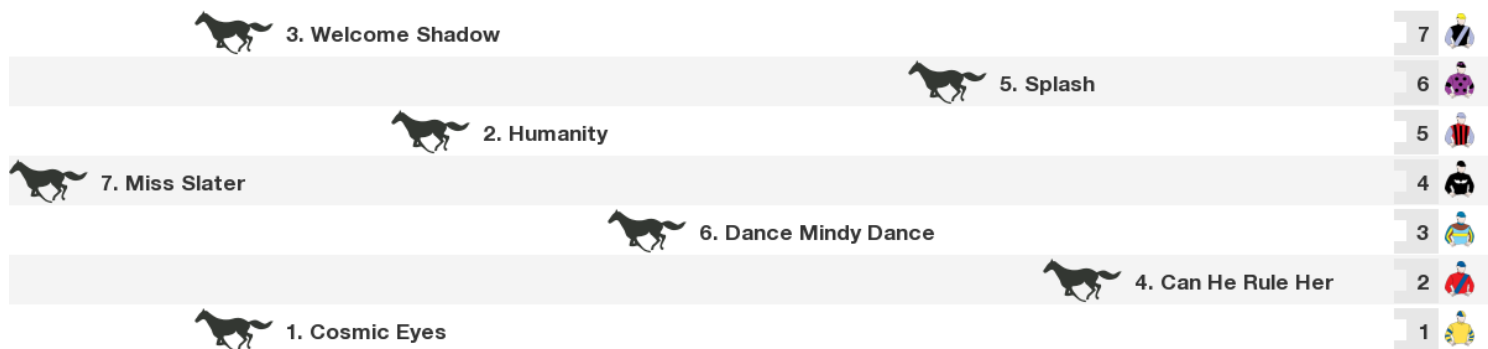 3. Welcome Shadow 7
5. Splash 6
2. Humanity 5
7. Miss Slater 4
6. Dance Mindy Dance 3
4. Can He Rule Her 2
1. Cosmic Eyes 1